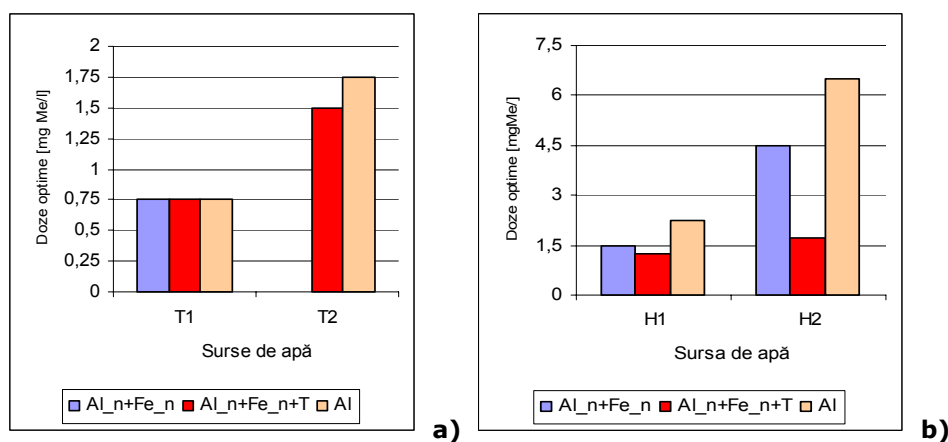 2
1,75
1,5
1,25
1
0,75
0,5
0,25
0
Doze optime [mg Me/l]
T1 T2
Surse de apă
Al_n+Fe_n Al_n+Fe_n+T Al
a)
7,5
6
4,5
3
1,5
0
Doze optime [mgMe/]
H1 H2
Sursa de apă
Al_n+Fe_n Al_n+Fe_n+T Al
b)